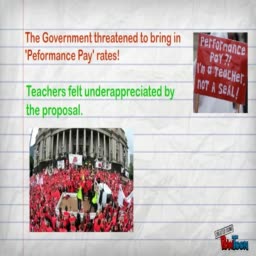 The Government threatened to bring in
'Peformance Pay' rates!
Performance
Pay?!
I'm a Teacher
not a SEAL!
Teachers felt underappreciated by
the proposal.
PowToon